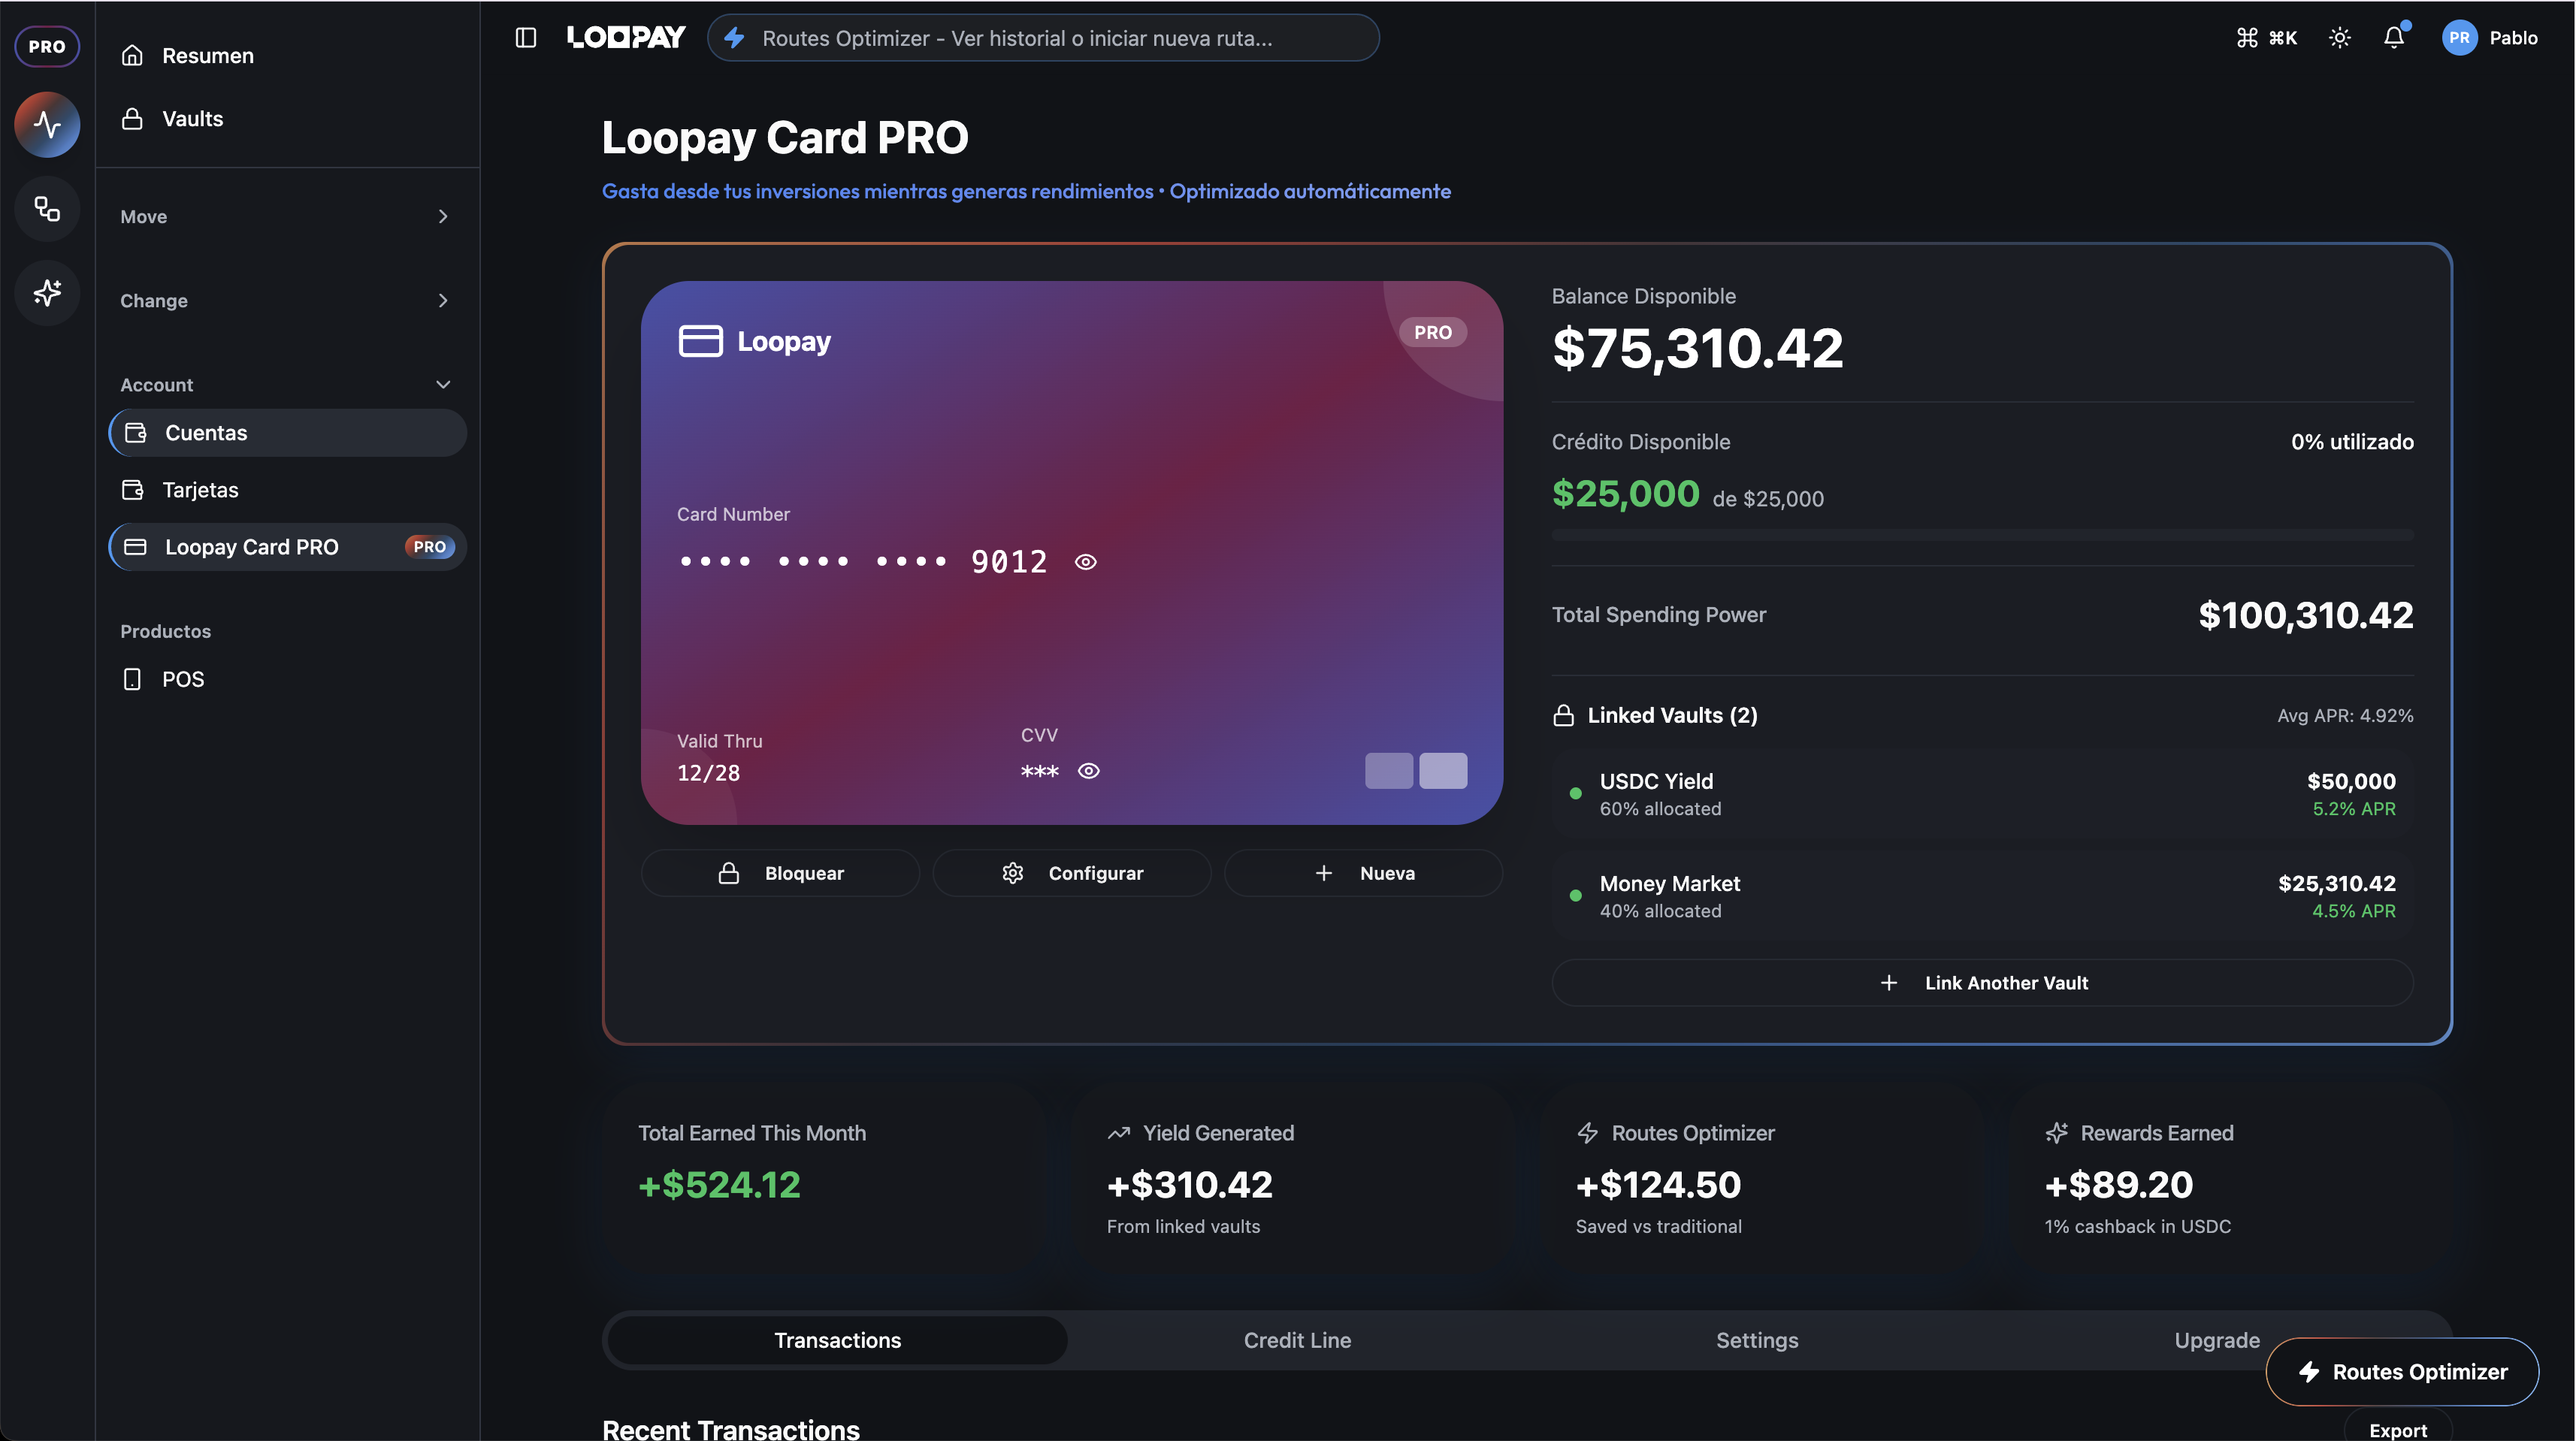 PRO
Resumen
Vaults
Move
Change
Account
Cuentas
Tarjetas
Loopay Card PRO
PRO
Productos
POS
LOOPAY
Routes Optimizer - Ver historial o iniciar nueva ruta...
⌘ ⌘K
PR
Pablo
Loopay Card PRO
Gasta desde tus inversiones mientras generas rendimientos • Optimizado automáticamente
Loopay
PRO
Card Number
•••• •••• •••• 9012
Valid Thru
12/28
CVV
***
Bloquear
Configurar
Nueva
Balance Disponible
$75,310.42
Crédito Disponible
0% utilizado
$25,000 de $25,000
Total Spending Power
$100,310.42
Linked Vaults (2)
Avg APR: 4.92%
USDC Yield
60% allocated
$50,000
5.2% APR
Money Market
40% allocated
$25,310.42
4.5% APR
Link Another Vault
Total Earned This Month
+$524.12
Yield Generated
+$310.42
From linked vaults
Routes Optimizer
+$124.50
Saved vs traditional
Rewards Earned
+$89.20
1% cashback in USDC
Transactions
Credit Line
Settings
Upgrade
Routes Optimizer
Recent Transactions
Export